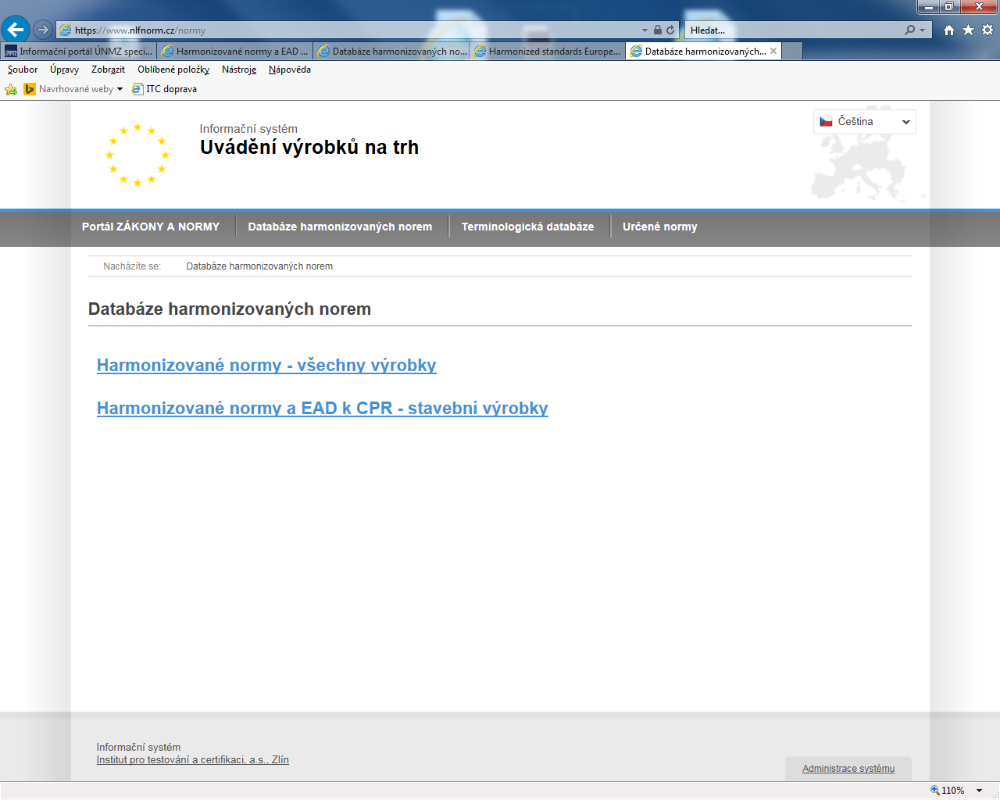 https://www.nlfnorm.cz/normy
Hledat...
Informační portál ÚNMZ speci...
Harmonizované normy a EAD ...
Databáze harmonizovaných no...
Harmonized standards Europe...
Databáze harmonizovaných...
Soubor Úpravy Zobrazit Oblíbené položky Nástroje Nápověda
Navrhované weby ITC doprava
Informační systém
Uvádění výrobků na trh
Čeština
Portál ZÁKONY A NORMY Databáze harmonizovaných norem Terminologická databáze Určené normy
Nacházíte se: Databáze harmonizovaných norem
Databáze harmonizovaných norem
Harmonizované normy - všechny výrobky
Harmonizované normy a EAD k CPR - stavební výrobky
Informační systém
Institut pro testování a certifikaci, a.s., Zlín
Administrace systému
110%